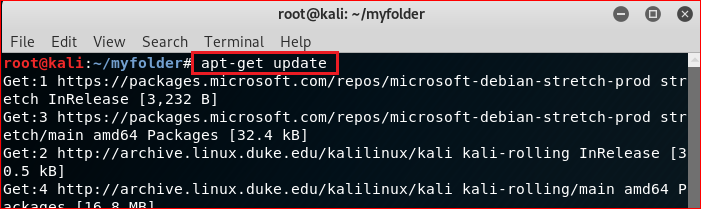 root@kali: ~/myfolder
File Edit View Search Terminal Help
root@kali:~/myfolder# apt-get update
Get:1 https://packages.microsoft.com/repos/microsoft-debian-stretch-prod str
etch InRelease [3,232 B]
Get:3 https://packages.microsoft.com/repos/microsoft-debian-stretch-prod str
etch/main amd64 Packages [32.4 kB]
Get:2 http://archive.linux.duke.edu/kalilinux/kali kali-rolling InRelease [3
0.5 kB]
Get:4 http://archive.linux.duke.edu/kalilinux/kali kali-rolling/main amd64 P
ackages [16.8 MB]